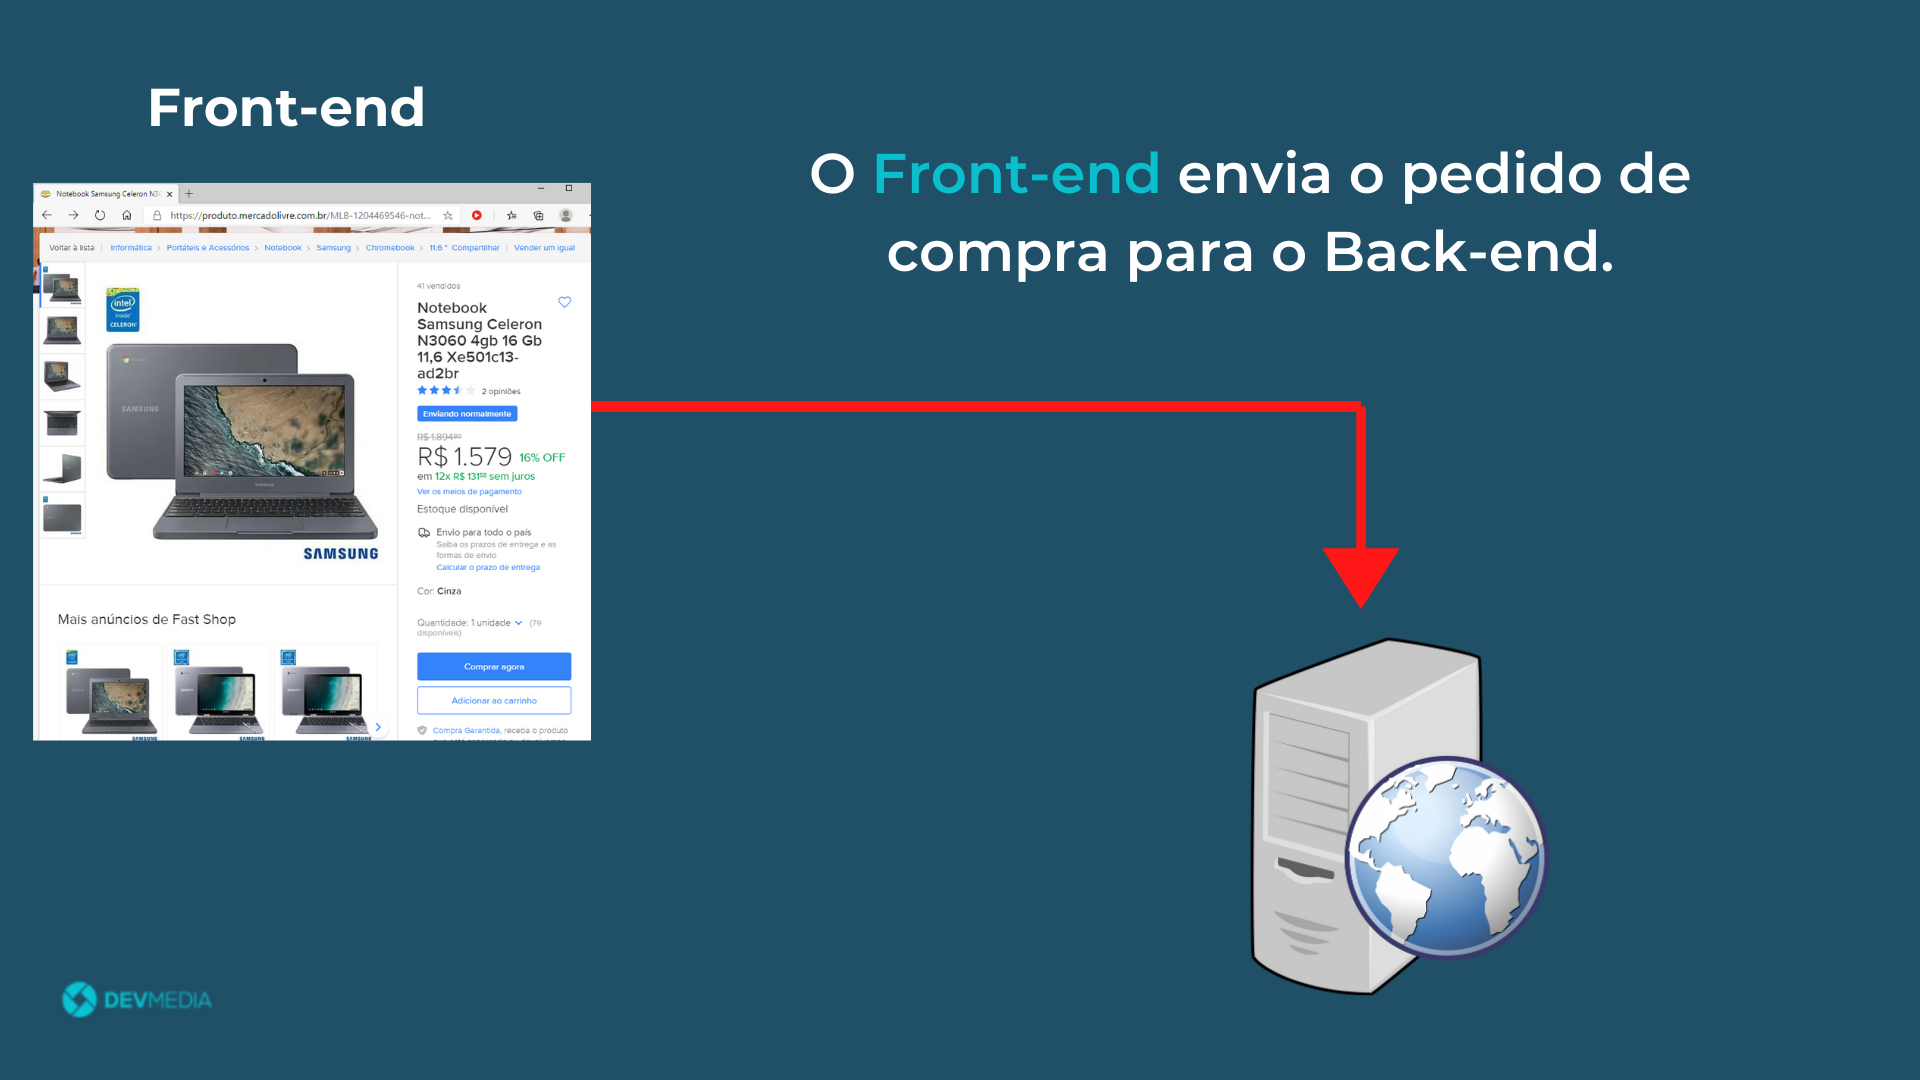 Front-end
O Front-end envia o pedido de
compra para o Back-end.
Notebook Samsung Celeron N3
https://produto.mercadolivre.com.br/MLB-1204469546-not...
Voltar à lista | Informática > Portáteis e Acessórios > Notebook > Samsung > Chromebook > 11.6 " Compartilhar | Vender um igual
intel
inside
CELERON
SAMSUNG
SAMSUNG
41 vendidos
Notebook
Samsung Celeron
N3060 4gb 16 Gb
11,6 Xe501c13-
ad2br
2 opiniões
Enviando normalmente
R$ 1.894
R$ 1.579 16% OFF
em 12x R$ 131 sem juros
Ver os meios de pagamento
Estoque disponível
Envio para todo o país
Saiba os prazos de entrega e as
formas de envio
Calcular o prazo de entrega
Cor: Cinza
Quantidade: 1 unidade (79
disponíveis)
Comprar agora
Adicionar ao carrinho
Compra Garantida, receba o produto
Mais anúncios de Fast Shop
SAMSUNG
SAMSUNG
SAMSUNG
DEVMEDIA